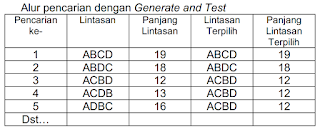 Alur pencarian dengan Generate and Test
Pencarian ke- Lintasan Panjang Lintasan Lintasan Terpilih Panjang Lintasan Terpilih
1 ABCD 19 ABCD 19
2 ABDC 18 ABDC 18
3 ACBD 12 ACBD 12
4 ACDB 13 ACBD 12
5 ADBC 16 ACBD 12
Dst…